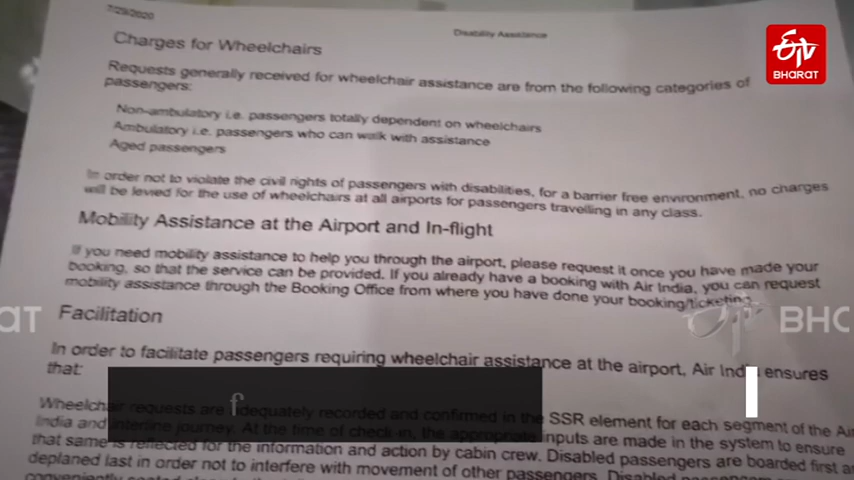 7/29/2020
Disability Assistance
ETV
BHARAT
Charges for Wheelchairs
Requests generally received for wheelchair assistance are from the following categories of
passengers:
Non-ambulatory i.e. passengers totally dependent on wheelchairs
Ambulatory i.e. passengers who can walk with assistance
Aged passengers
In order not to violate the civil rights of passengers with disabilities, for a barrier free environment, no charges
will be levied for the use of wheelchairs at all airports for passengers travelling in any class.
Mobility Assistance at the Airport and In-flight
If you need mobility assistance to help you through the airport, please request it once you have made your
booking, so that the service can be provided. If you already have a booking with Air India, you can request
mobility assistance through the Booking Office from where you have done your booking/ticketing.
aT
BHC
Facilitation
In order to facilitate passengers requiring wheelchair assistance at the airport, Air India ensures
that:
f
Wheelchair requests are adequately recorded and confirmed in the SSR element for each segment of the Air
India and interline journey. At the time of check-in, the appropriate inputs are made in the system to ensure
that same is reflected for the information and action by cabin crew. Disabled passengers are boarded first an
deplaned last in order not to interfere with movement of other passengers. Disabled